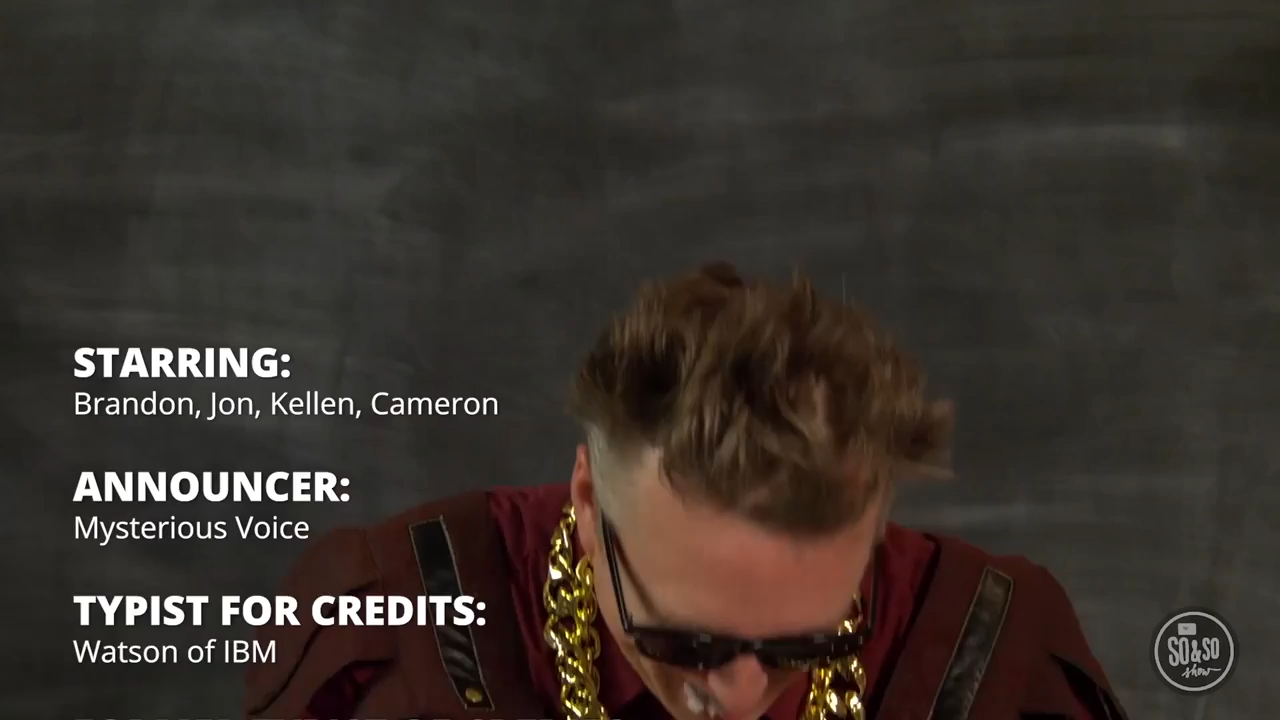 STARRING:
Brandon, Jon, Kellen, Cameron
ANNOUNCER:
Mysterious Voice
TYPIST FOR CREDITS:
Watson of IBM
SO & SO
show